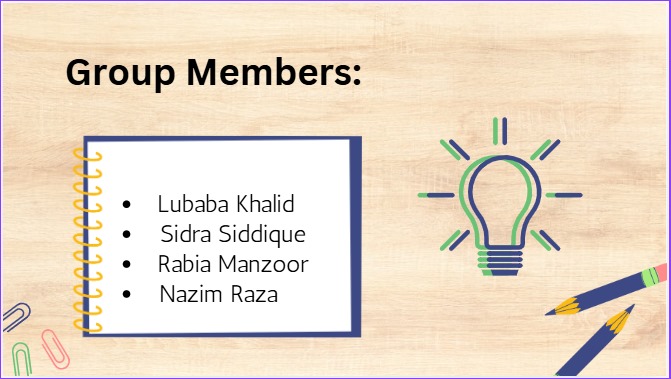 Group Members:
• Lubaba Khalid
• Sidra Siddique
• Rabia Manzoor
• Nazim Raza